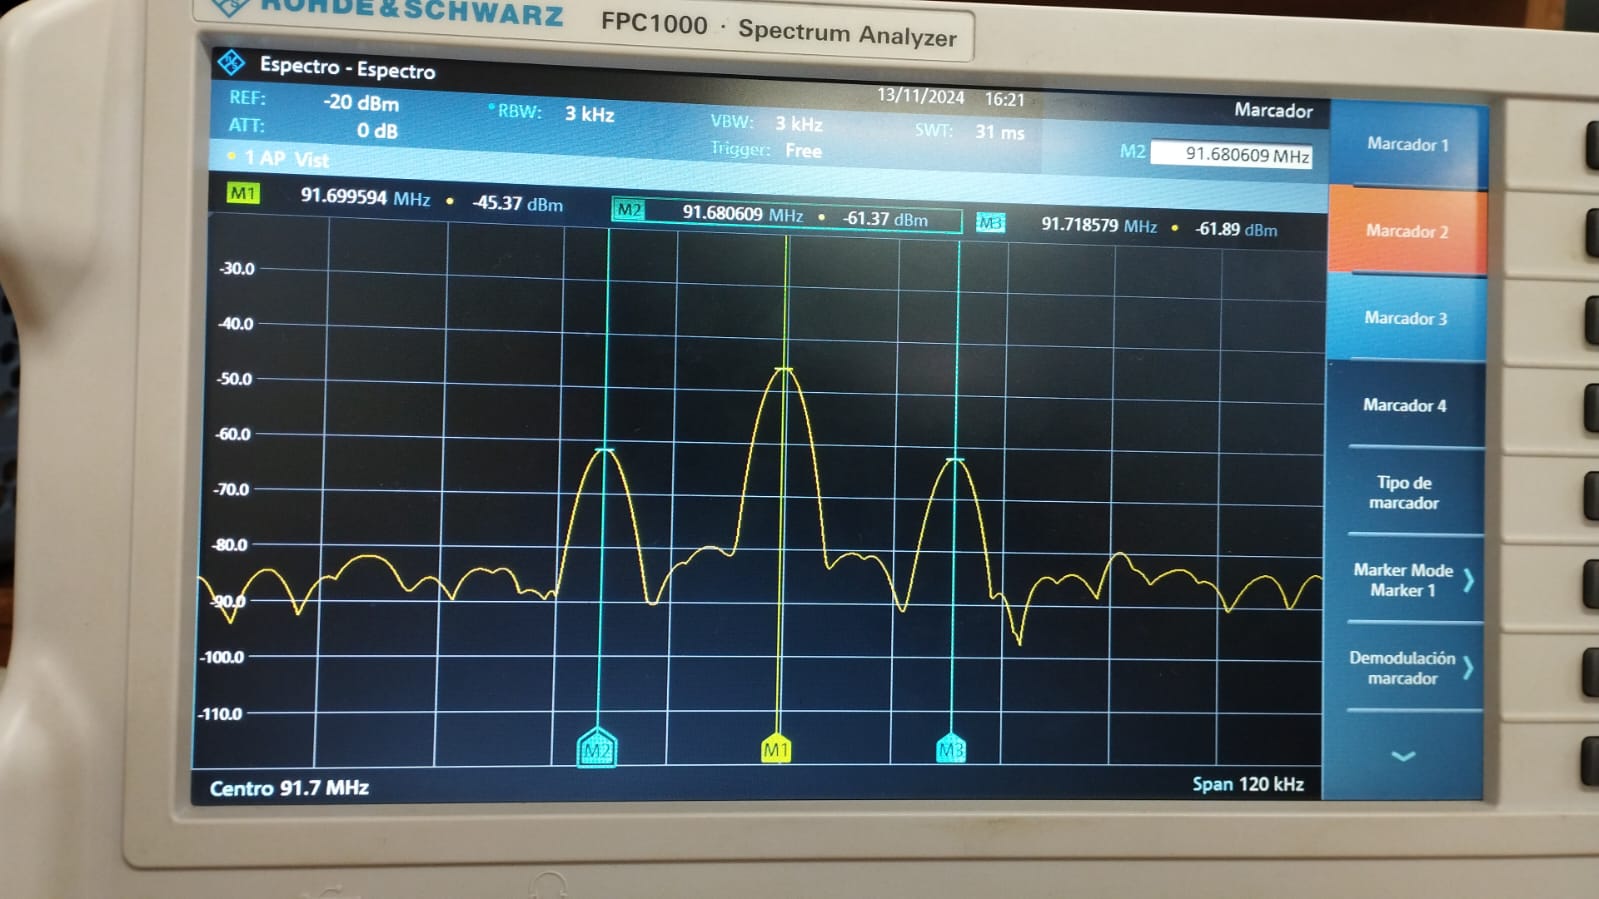 ROHDE&SCHWARZ
FPC1000 · Spectrum Analyzer
Espectro - Espectro
13/11/2024 16:21
Marcador
REF: -20 dBm
RBW: 3 kHz
VBW: 3 kHz
SWT: 31 ms
ATT: 0 dB
Trigger: Free
M2 91.680609 MHz
1 AP Vist
M1 91.699594 MHz • -45.37 dBm
M2 91.680609 MHz • -61.37 dBm
M3 91.718579 MHz • -61.89 dBm
-30.0
-40.0
-50.0
-60.0
-70.0
-80.0
-90.0
-100.0
-110.0
M2
M1
M3
Centro 91.7 MHz
Span 120 kHz
Marcador 1
Marcador 2
Marcador 3
Marcador 4
Tipo de
marcador
Marker Mode
Marker 1
Demodulación
marcador